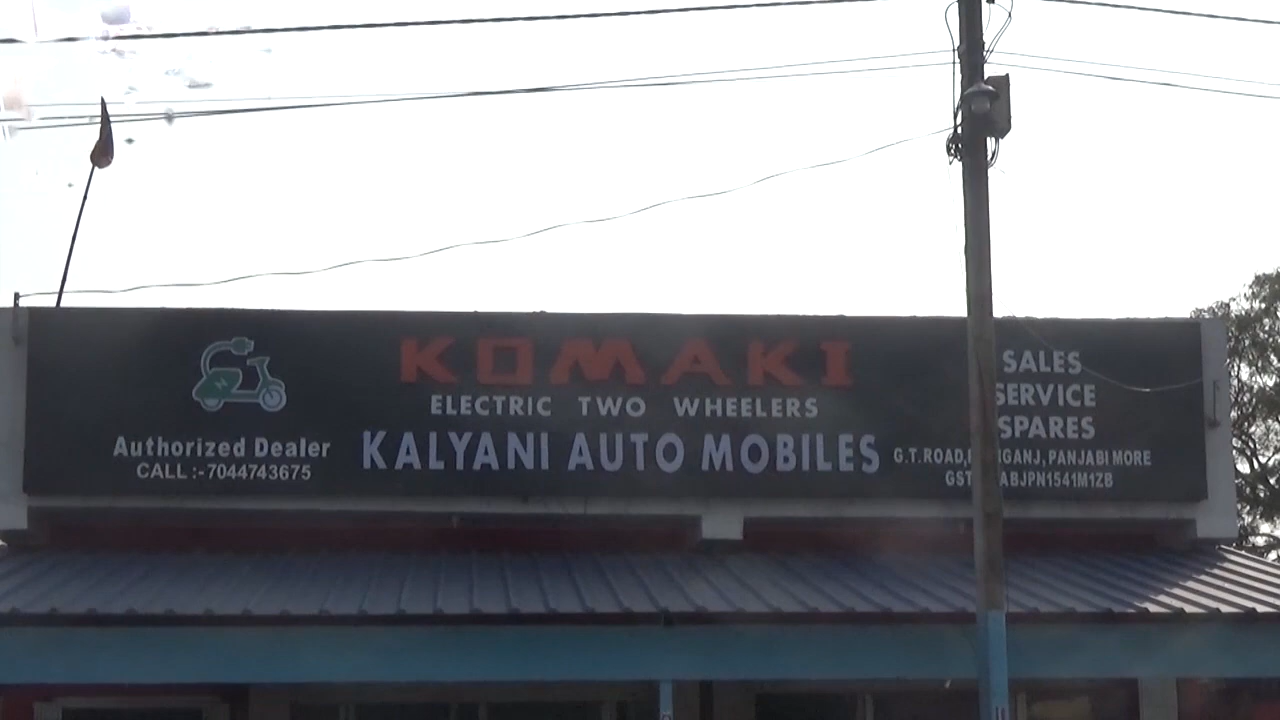 KOMAKI
ELECTRIC TWO WHEELERS
KALYANI AUTO MOBILES
Authorized Dealer
CALL :-7044743675
SALES
SERVICE
SPARES
G.T.ROAD, PANJABI MORE